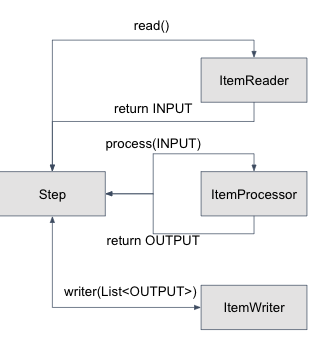 read()
ItemReader
return INPUT
process(INPUT)
Step
ItemProcessor
return OUTPUT
writer(List<OUTPUT>)
ItemWriter